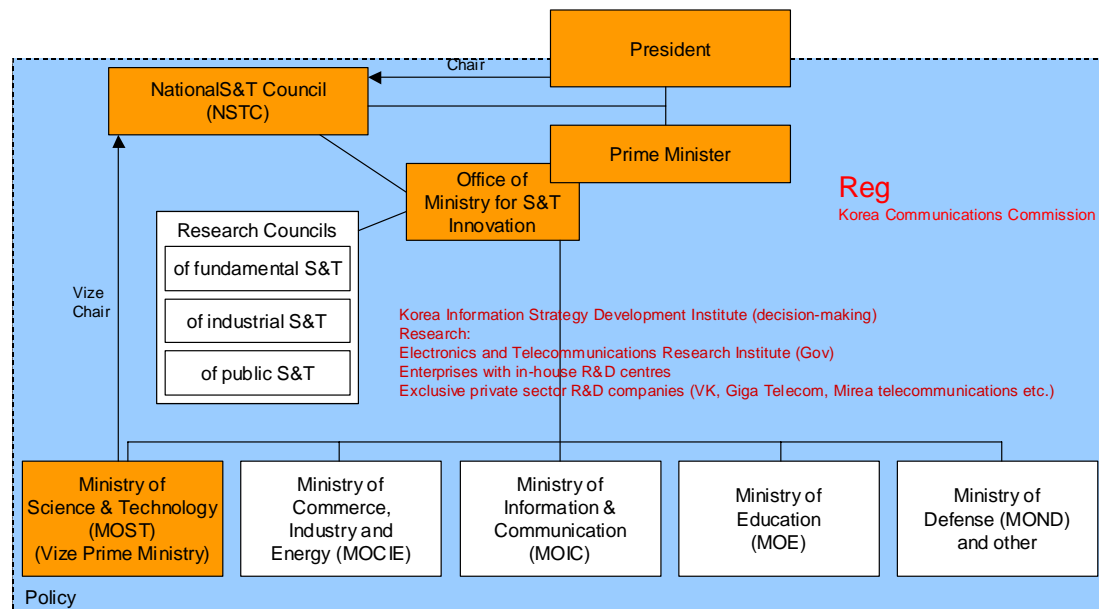 President
Chair
NationalS&T Council
(NSTC)
Prime Minister
Office of
Ministry for S&T
Innovation
Reg
Korea Communications Commission
Research Councils
of fundamental S&T
of industrial S&T
of public S&T
Vize
Chair
Korea Information Strategy Development Institute (decision-making)
Research:
Electronics and Telecommunications Research Institute (Gov)
Enterprises with in-house R&D centres
Exclusive private sector R&D companies (VK, Giga Telecom, Mirea telecommunications etc.)
Ministry of
Science & Technology
(MOST)
(Vize Prime Ministry)
Ministry of
Commerce,
Industry and
Energy (MOCIE)
Ministry of
Information &
Communication
(MOIC)
Ministry of
Education
(MOE)
Ministry of
Defense (MOND)
and other
Policy